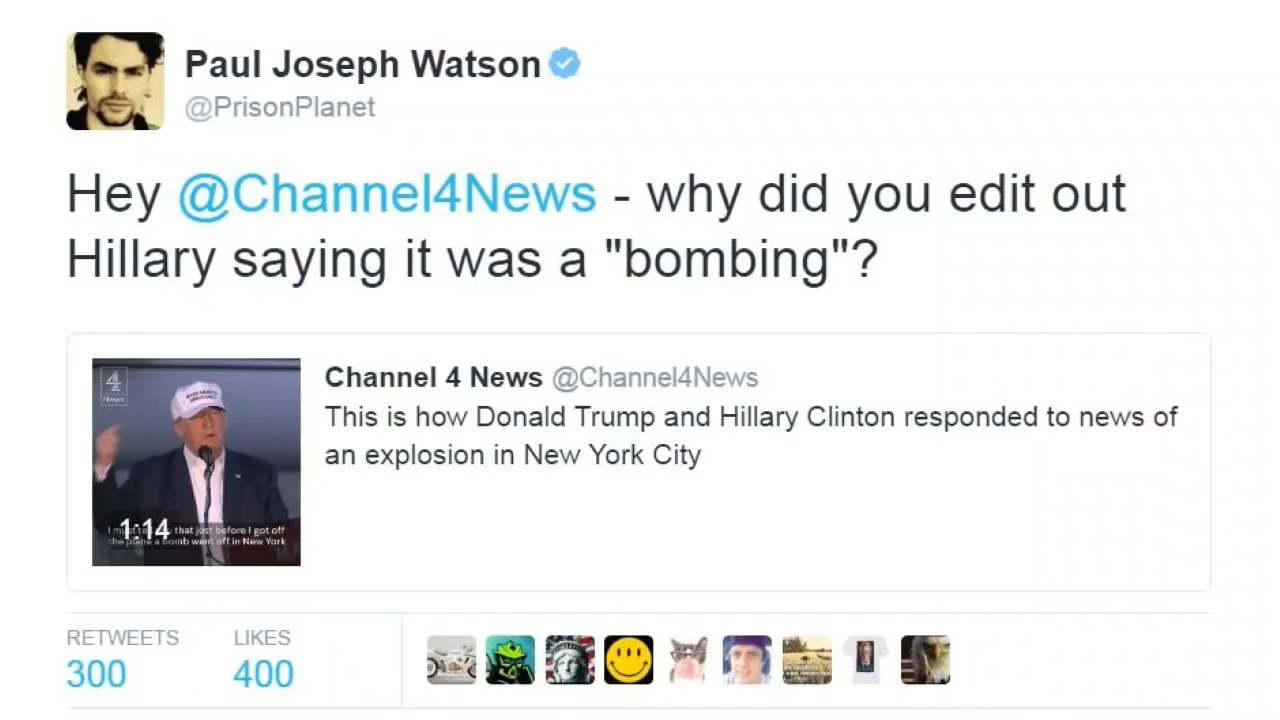 Paul Joseph Watson
@PrisonPlanet
Hey @Channel4News - why did you edit out
Hillary saying it was a "bombing"?
Channel 4 News @Channel4News
This is how Donald Trump and Hillary Clinton responded to news of
an explosion in New York City
4
News
1:14
I must that just before I got off
the plane a bomb went off in New York
RETWEETS LIKES
300 400